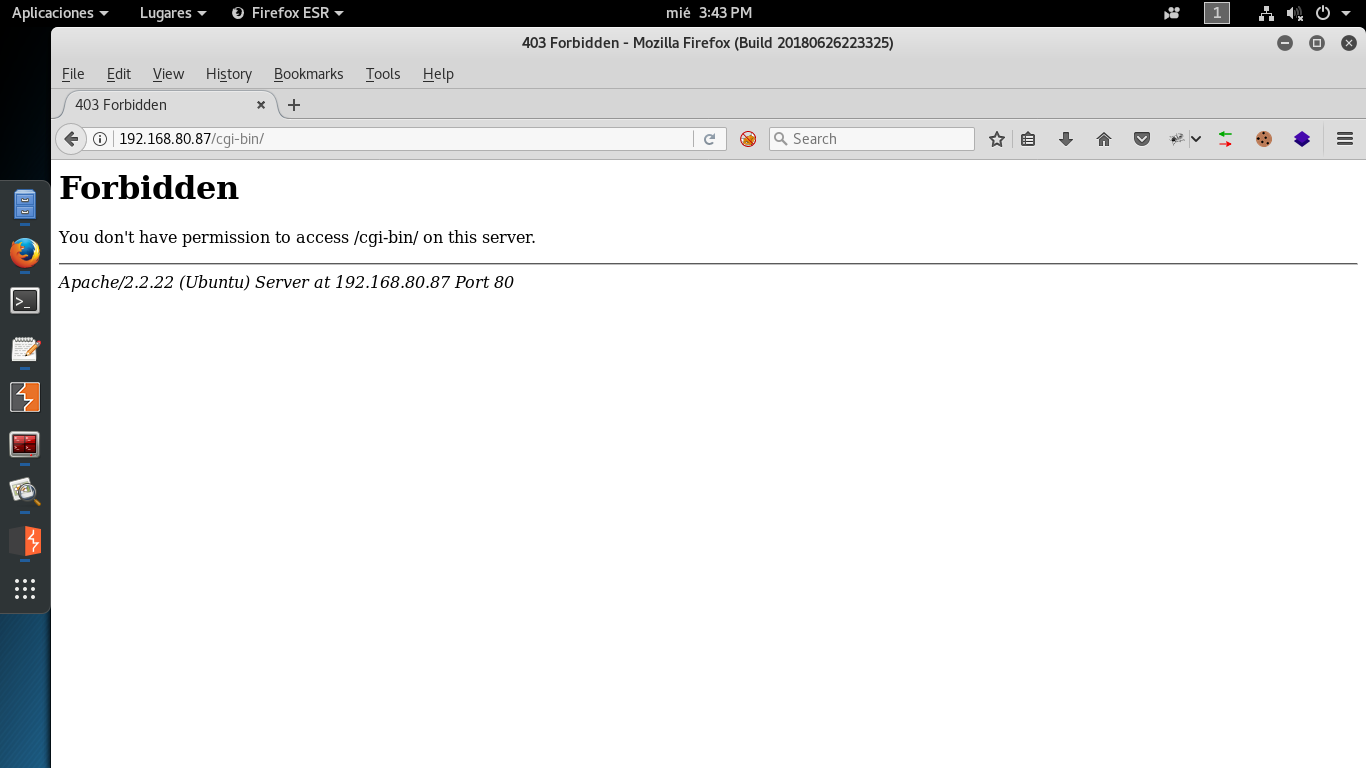 Aplicaciones Lugares Firefox ESR mié 3:43 PM 1
403 Forbidden - Mozilla Firefox (Build 20180626223325)
File Edit View History Bookmarks Tools Help
403 Forbidden
192.168.80.87/cgi-bin/ Search
Forbidden
You don't have permission to access /cgi-bin/ on this server.
Apache/2.2.22 (Ubuntu) Server at 192.168.80.87 Port 80